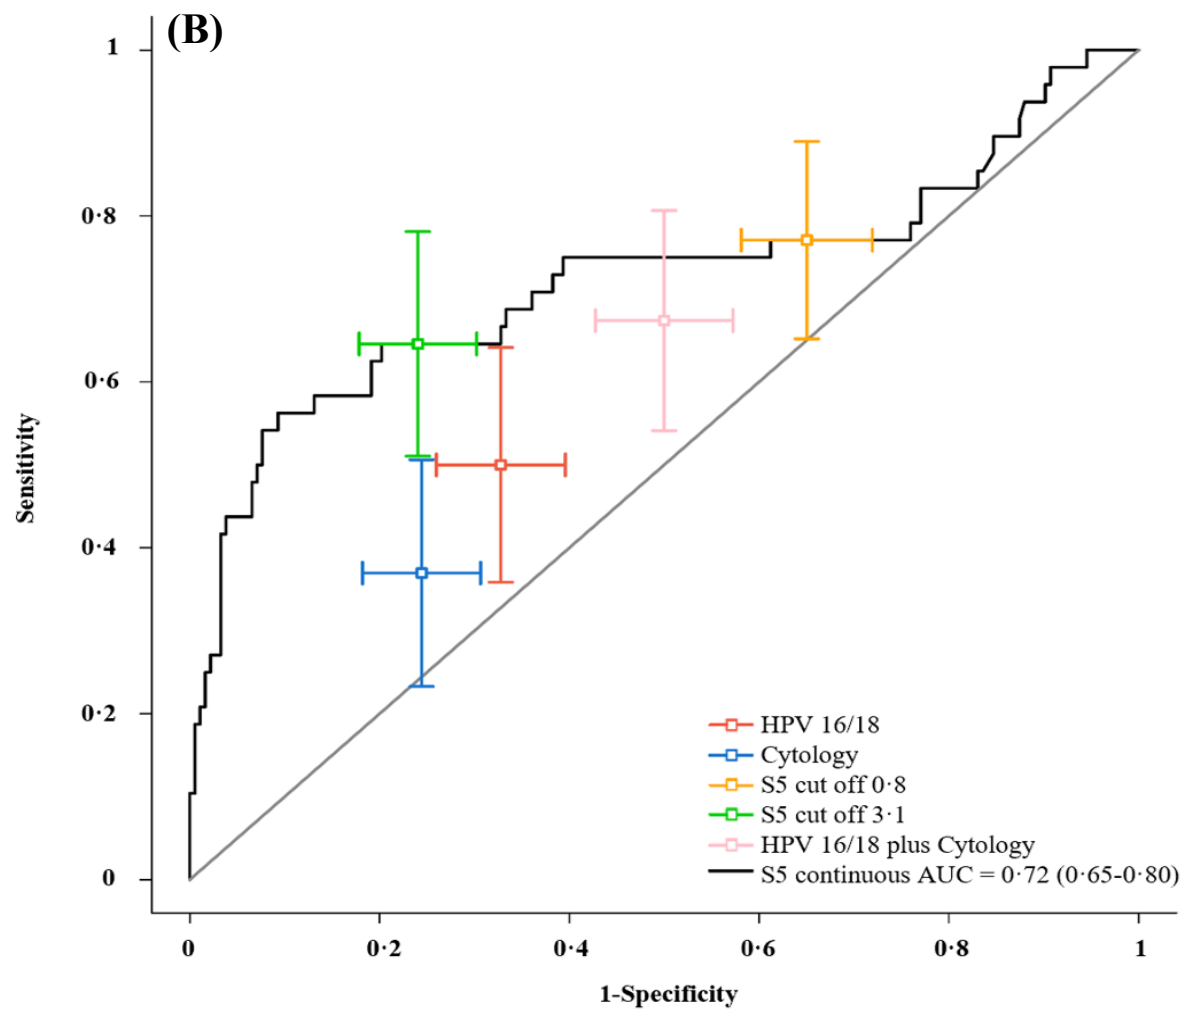 (B)
1
0·8
0·6
0·4
0·2
0
Sensitivity
HPV 16/18
Cytology
S5 cut off 0·8
S5 cut off 3·1
HPV 16/18 plus Cytology
S5 continuous AUC = 0·72 (0·65-0·80)
0 0·2 0·4 0·6 0·8 1
1-Specificity